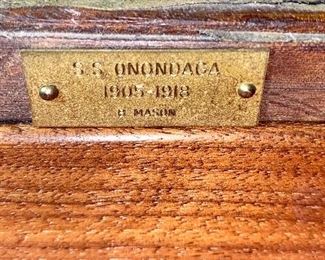 S.S. ONONDAGA
1905-1918
H MASON